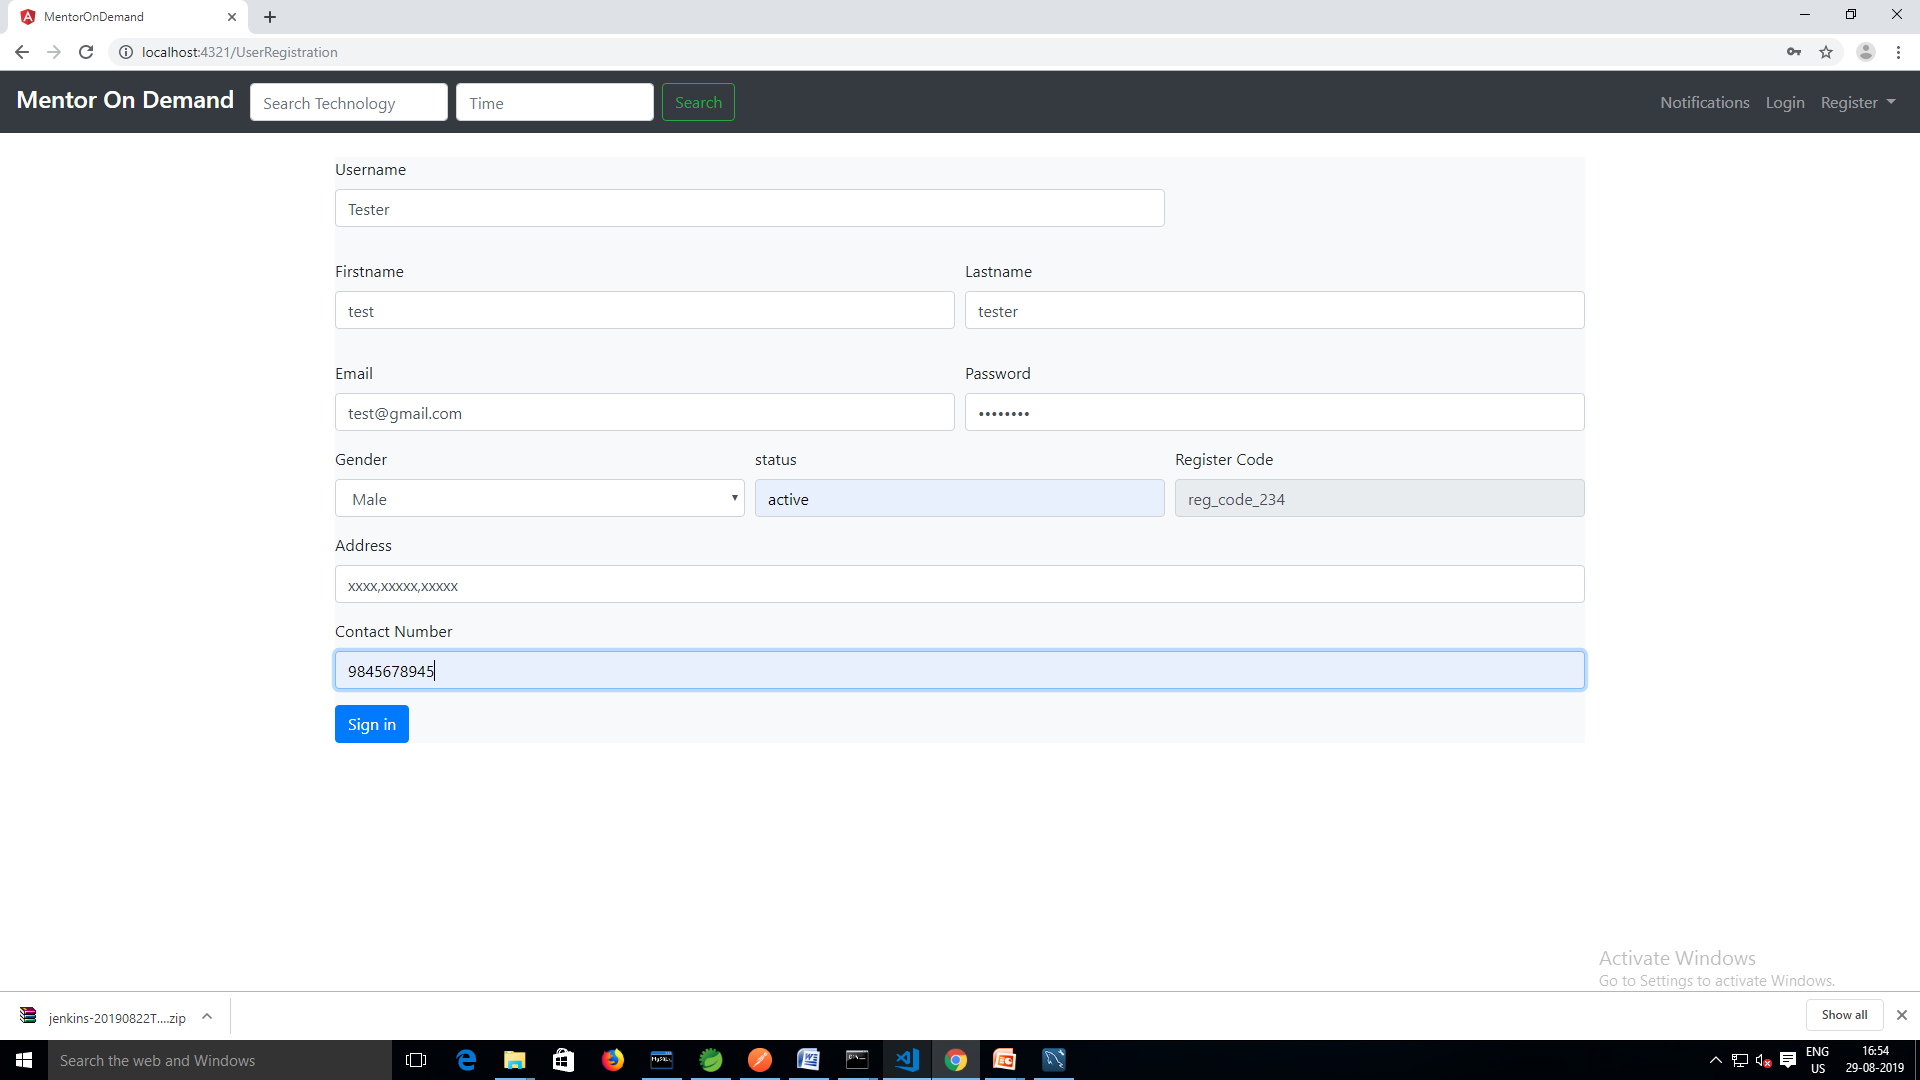 MentorOnDemand
localhost:4321/UserRegistration
Mentor On Demand
Search Technology
Time
Search
Notifications
Login
Register
Username
Tester
Firstname
Lastname
test
tester
Email
Password
test@gmail.com
••••••••
Gender
status
Register Code
Male
active
reg_code_234
Address
xxxx,xxxxx,xxxxx
Contact Number
9845678945
Sign in
Activate Windows
Go to Settings to activate Windows.
jenkins-20190822T....zip
Show all
Search the web and Windows
ENG
US
16:54
29-08-2019